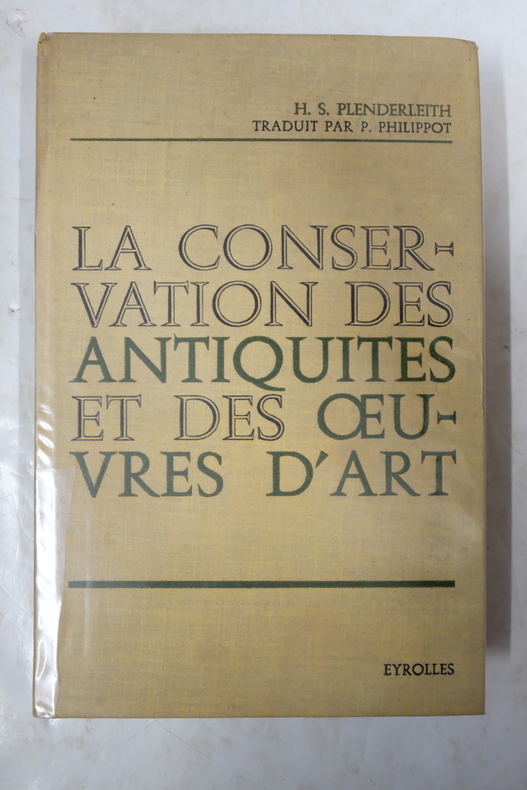 H. S. PLENDERLEITH
TRADUIT PAR P. PHILIPPOT
LA CONSER-
VATION DES
ANTIQUITES
ET DES ŒU-
VRES D'ART
EYROLLES